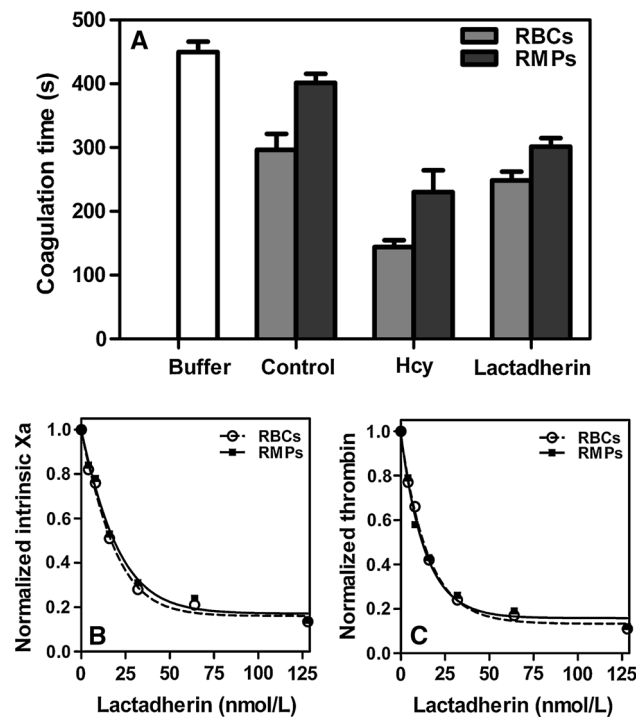 A
RBCs
RMPs
Coagulation time (s)
500
400
300
200
100
0
Buffer Control Hcy Lactadherin
B
RBCs
RMPs
Normalized intrinsic Xa
1.0
0.8
0.6
0.4
0.2
0.0
0 25 50 75 100 125
Lactadherin (nmol/L)
C
RBCs
RMPs
Normalized thrombin
1.0
0.8
0.6
0.4
0.2
0.0
0 25 50 75 100 125
Lactadherin (nmol/L)